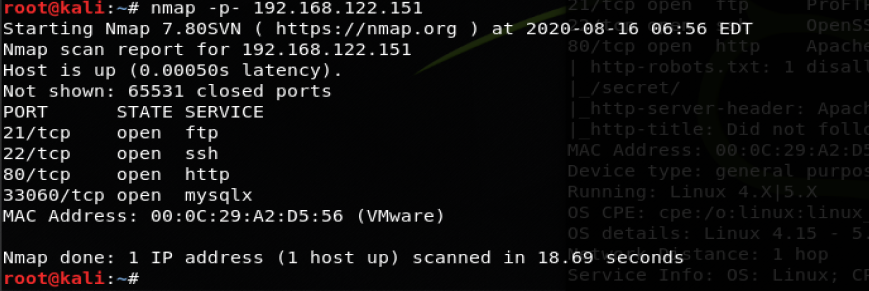 root@kali:~# nmap -p- 192.168.122.151
Starting Nmap 7.80SVN ( https://nmap.org ) at 2020-08-16 06:56 EDT
Nmap scan report for 192.168.122.151
Host is up (0.00050s latency).
Not shown: 65531 closed ports
PORT      STATE SERVICE
21/tcp    open  ftp
22/tcp    open  ssh
80/tcp    open  http
33060/tcp open  mysqlx
MAC Address: 00:0C:29:A2:D5:56 (VMware)
Nmap done: 1 IP address (1 host up) scanned in 18.69 seconds
root@kali:~#
21/tcp open  ftp     ProFT
OpenSS
80/tcp open  http    Apache
| http-robots.txt: 1 disall
|_/secret/
|_http-server-header: Apach
|_http-title: Did not follo
MAC Address: 00:0C:29:A2:D5
Device type: general purpos
Running: Linux 4.X|5.X
OS CPE: cpe:/o:linux:linux_
OS details: Linux 4.15 - 5.
Distance: 1 hop
Service Info: OS: Linux; CP